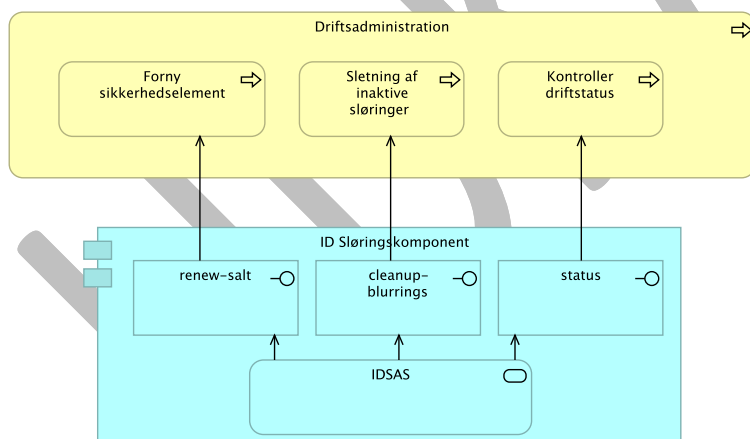 Driftsadministration
Forny
sikkerhedselement
Sletning af
inaktive
sløringer
Kontroller
driftstatus
ID Sløringskomponent
renew-salt
cleanup-
blurrings
status
IDSAS